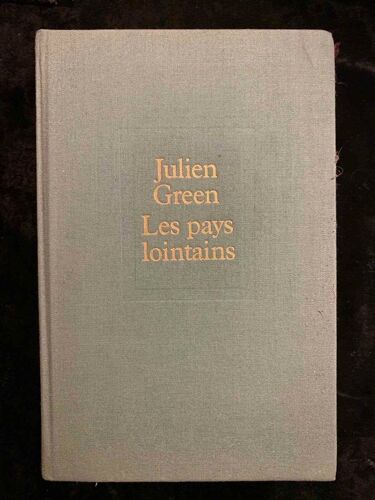 Julien
Green
Les pays
lointains